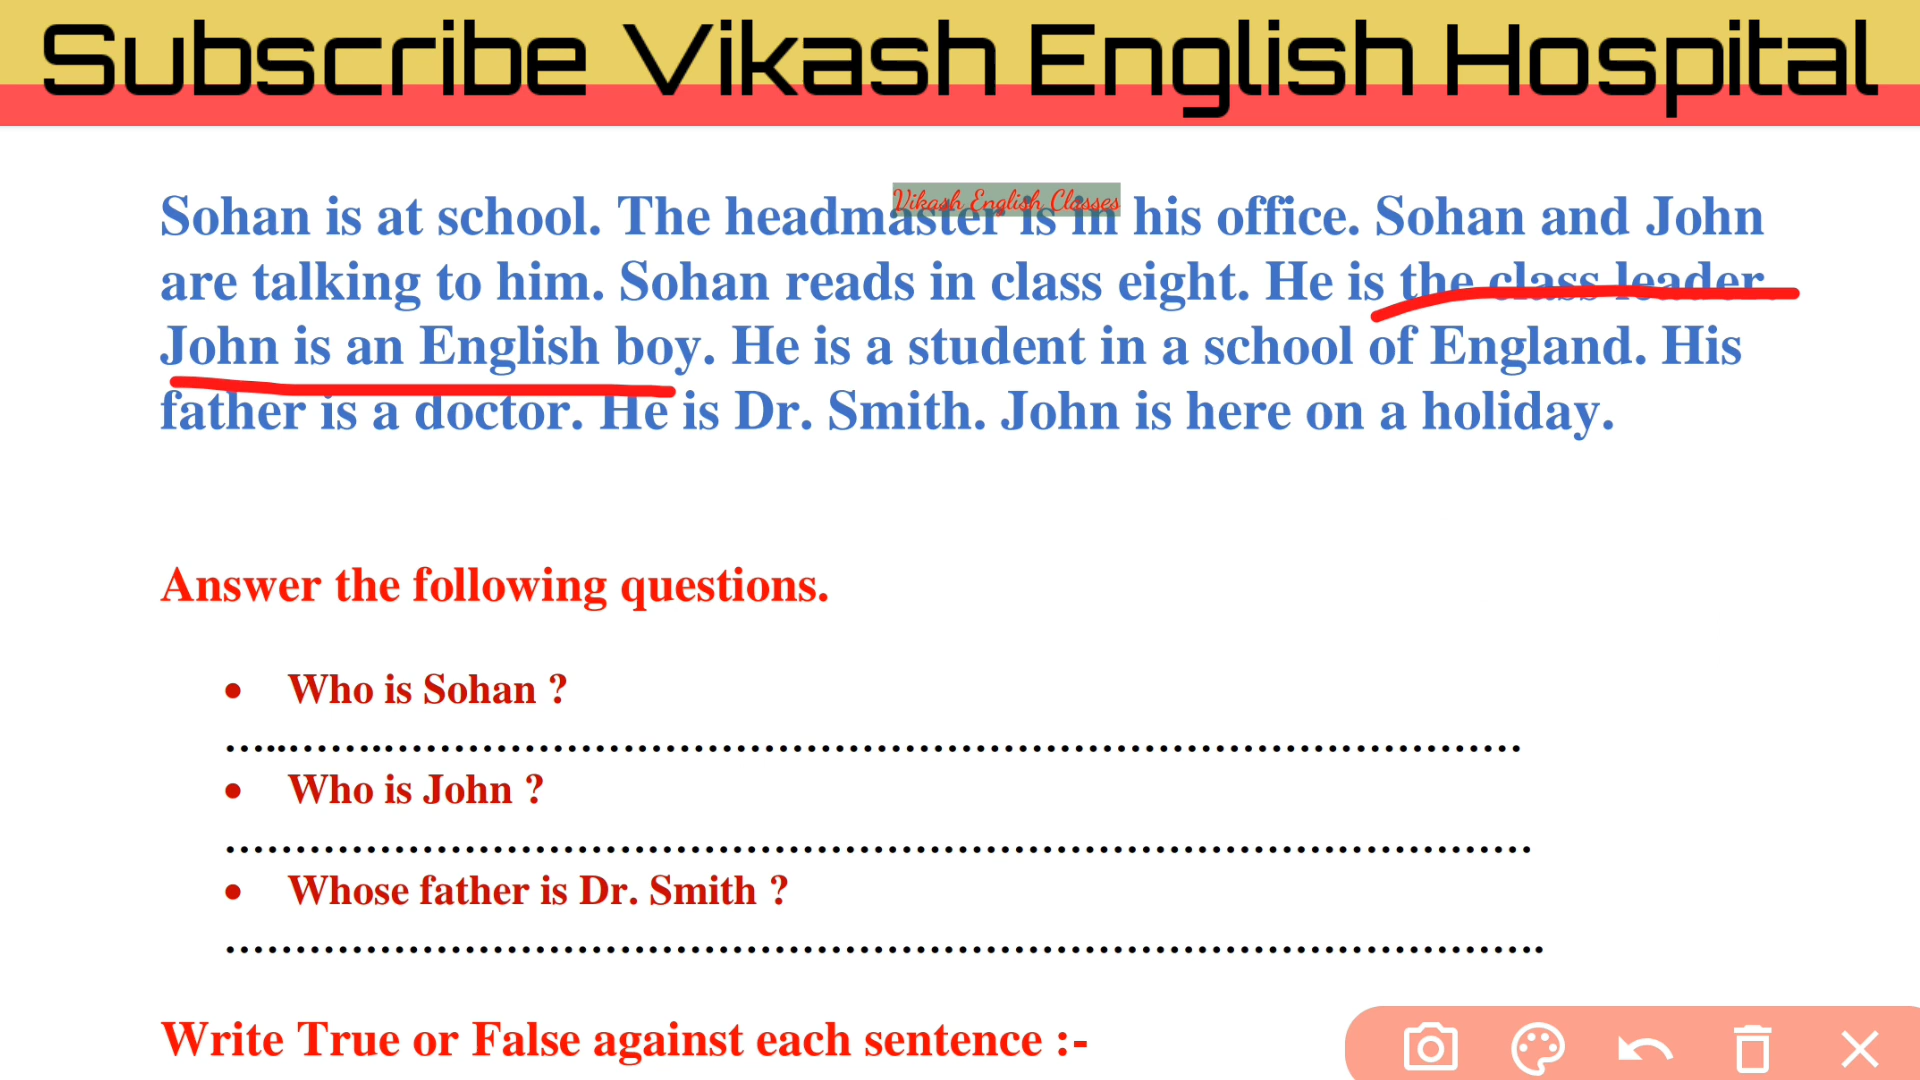 Subscribe Vikash English Hospital
Vikash English Classes
Sohan is at school. The headmaster is in his office. Sohan and John
are talking to him. Sohan reads in class eight. He is the class leader.
John is an English boy. He is a student in a school of England. His
father is a doctor. He is Dr. Smith. John is here on a holiday.
Answer the following questions.
• Who is Sohan ?
• Who is John ?
• Whose father is Dr. Smith ?
Write True or False against each sentence :-